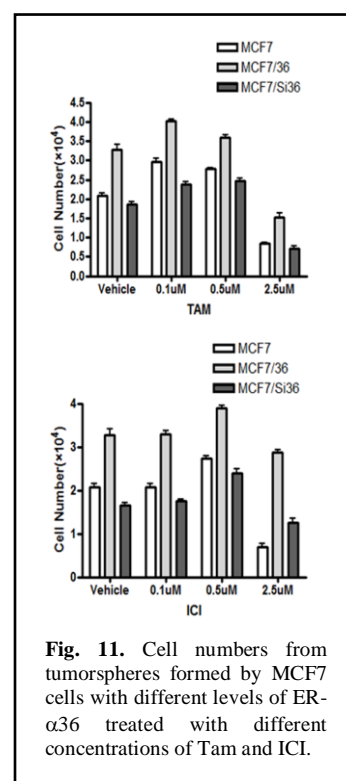 MCF7
MCF7/36
MCF7/Si36
Cell Number(×10⁴)
4.5
4.0
3.5
3.0
2.5
2.0
1.5
1.0
0.5
0.0
Vehicle 0.1uM 0.5uM 2.5uM
TAM
MCF7
MCF7/36
MCF7/Si36
Cell Number(×10⁴)
4
3
2
1
0
Vehicle 0.1uM 0.5uM 2.5uM
ICI
Fig. 11. Cell numbers from
tumorspheres formed by MCF7
cells with different levels of ER-
α36 treated with different
concentrations of Tam and ICI.